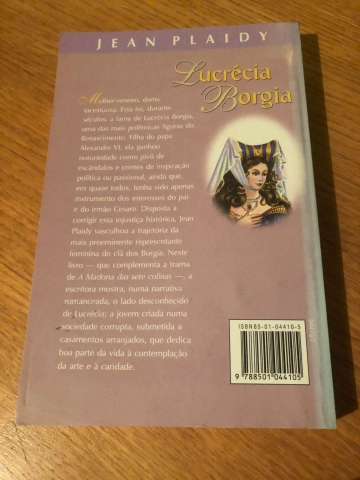 JEAN PLAIDY
Lucrécia
Borgia
Mulher-veneno, dama
incestuosa. Esta foi, durante
séculos, a fama de Lucrécia Borgia,
uma das mais polêmicas figuras do
Renascimento. Filha do papa
Alexandre VI, ela ganhou
notoriedade como pivô de
escândalos e crimes de inspiração
política ou passional, ainda que,
em quase todos, tenha sido apenas
instrumento dos interesses do pai
e do irmão Cesare. Disposta a
corrigir esta injustiça histórica, Jean
Plaidy vasculhou a trajetória da
mais proeminente representante
feminina do clã dos Borgia. Neste
livro — que complementa a trama
de A Madona das sete colinas —, a
escritora mostra, numa narrativa
romanceada, o lado desconhecido
de Lucrécia: a jovem criada numa
sociedade corrupta, submetida a
casamentos arranjados, que dedica
boa parte da vida à contemplação
da arte e à caridade.
ISBN 85-01-04410-5
9 788501 044105